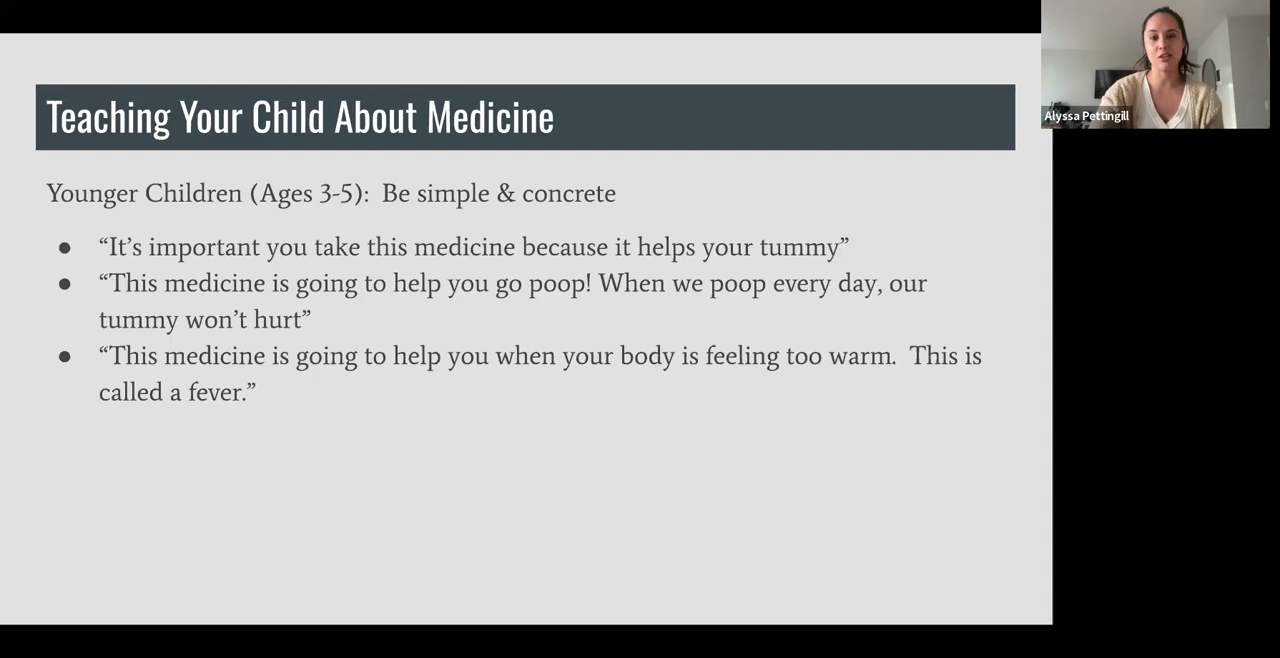 Teaching Your Child About Medicine
Alyssa Pettingill
Younger Children (Ages 3-5):  Be simple & concrete
● “It’s important you take this medicine because it helps your tummy”
● “This medicine is going to help you go poop! When we poop every day, our
tummy won’t hurt”
● “This medicine is going to help you when your body is feeling too warm.  This is
called a fever.”